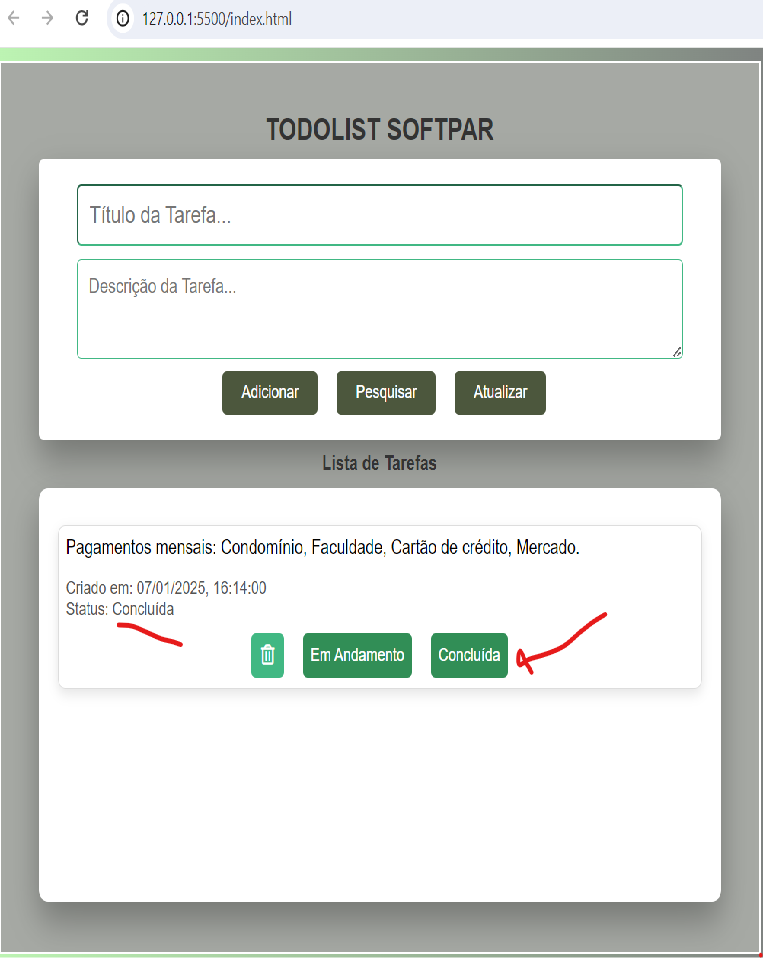 127.0.0.1:5500/index.html
TODOLIST SOFTPAR
Título da Tarefa...
Descrição da Tarefa...
Adicionar Pesquisar Atualizar
Lista de Tarefas
Pagamentos mensais: Condomínio, Faculdade, Cartão de crédito, Mercado.
Criado em: 07/01/2025, 16:14:00
Status: Concluída
Em Andamento Concluída